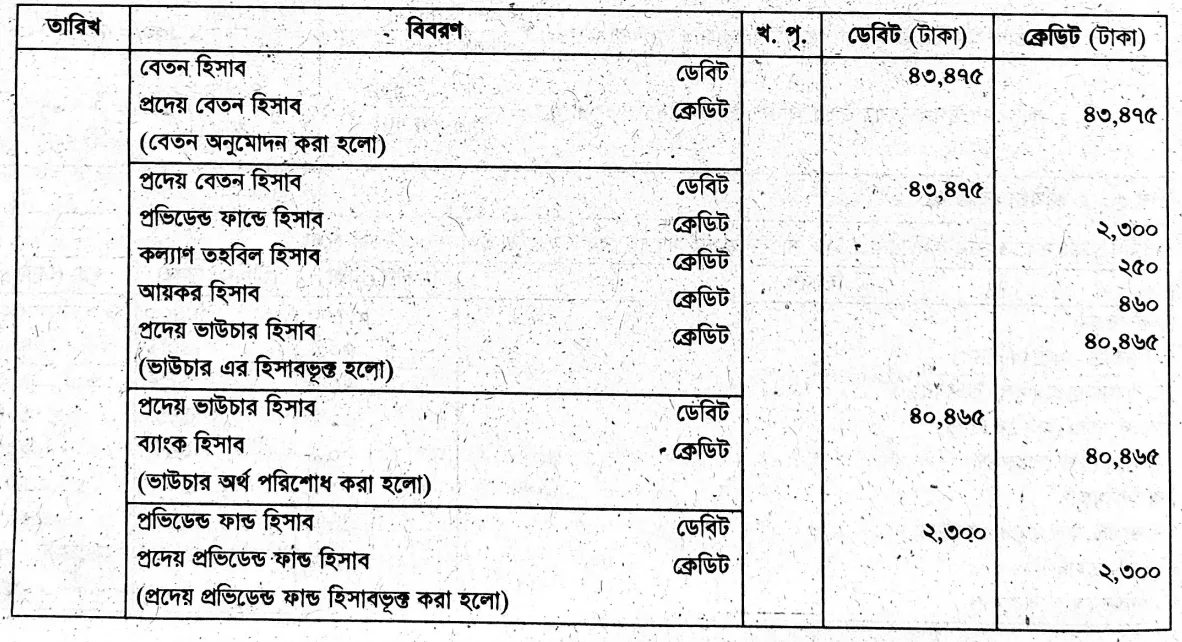 তারিখ বিবরণ খ. পৃ. ডেবিট (টাকা) ক্রেডিট (টাকা)
বেতন হিসাব ডেবিট ৪৩,৪৭৫
প্রদেয় বেতন হিসাব ক্রেডিট ৪৩,৪৭৫
(বেতন অনুমোদন করা হলো)
প্রদেয় বেতন হিসাব ডেবিট ৪৩,৪৭৫
প্রভিডেন্ড ফান্ডে হিসাব ক্রেডিট ২,৩০০
কল্যাণ তহবিল হিসাব ক্রেডিট ২৫০
আয়কর হিসাব ক্রেডিট ৪৬০
প্রদেয় ভাউচার হিসাব ক্রেডিট ৪০,৪৬৫
(ভাউচার এর হিসাবভূক্ত হলো)
প্রদেয় ভাউচার হিসাব ডেবিট ৪০,৪৬৫
ব্যাংক হিসাব ক্রেডিট ৪০,৪৬৫
(ভাউচার অর্থ পরিশোধ করা হলো)
প্রভিডেন্ড ফান্ড হিসাব ডেবিট ২,৩০০
প্রদেয় প্রভিডেন্ড ফান্ড হিসাব ক্রেডিট ২,৩০০
(প্রদেয় প্রভিডেন্ড ফান্ড হিসাবভূক্ত করা হলো)